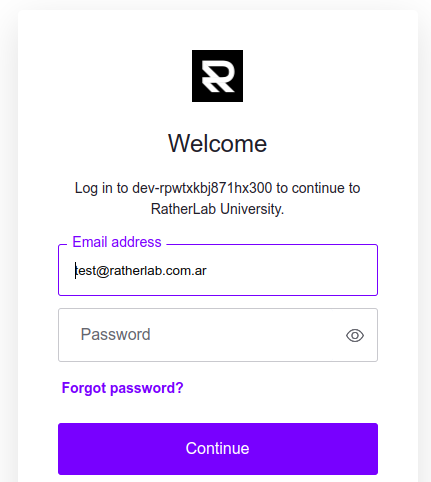 Welcome
Log in to dev-rpwtxkbj871hx300 to continue to
RatherLab University.
Email address
test@ratherlab.com.ar
Password
Forgot password?
Continue